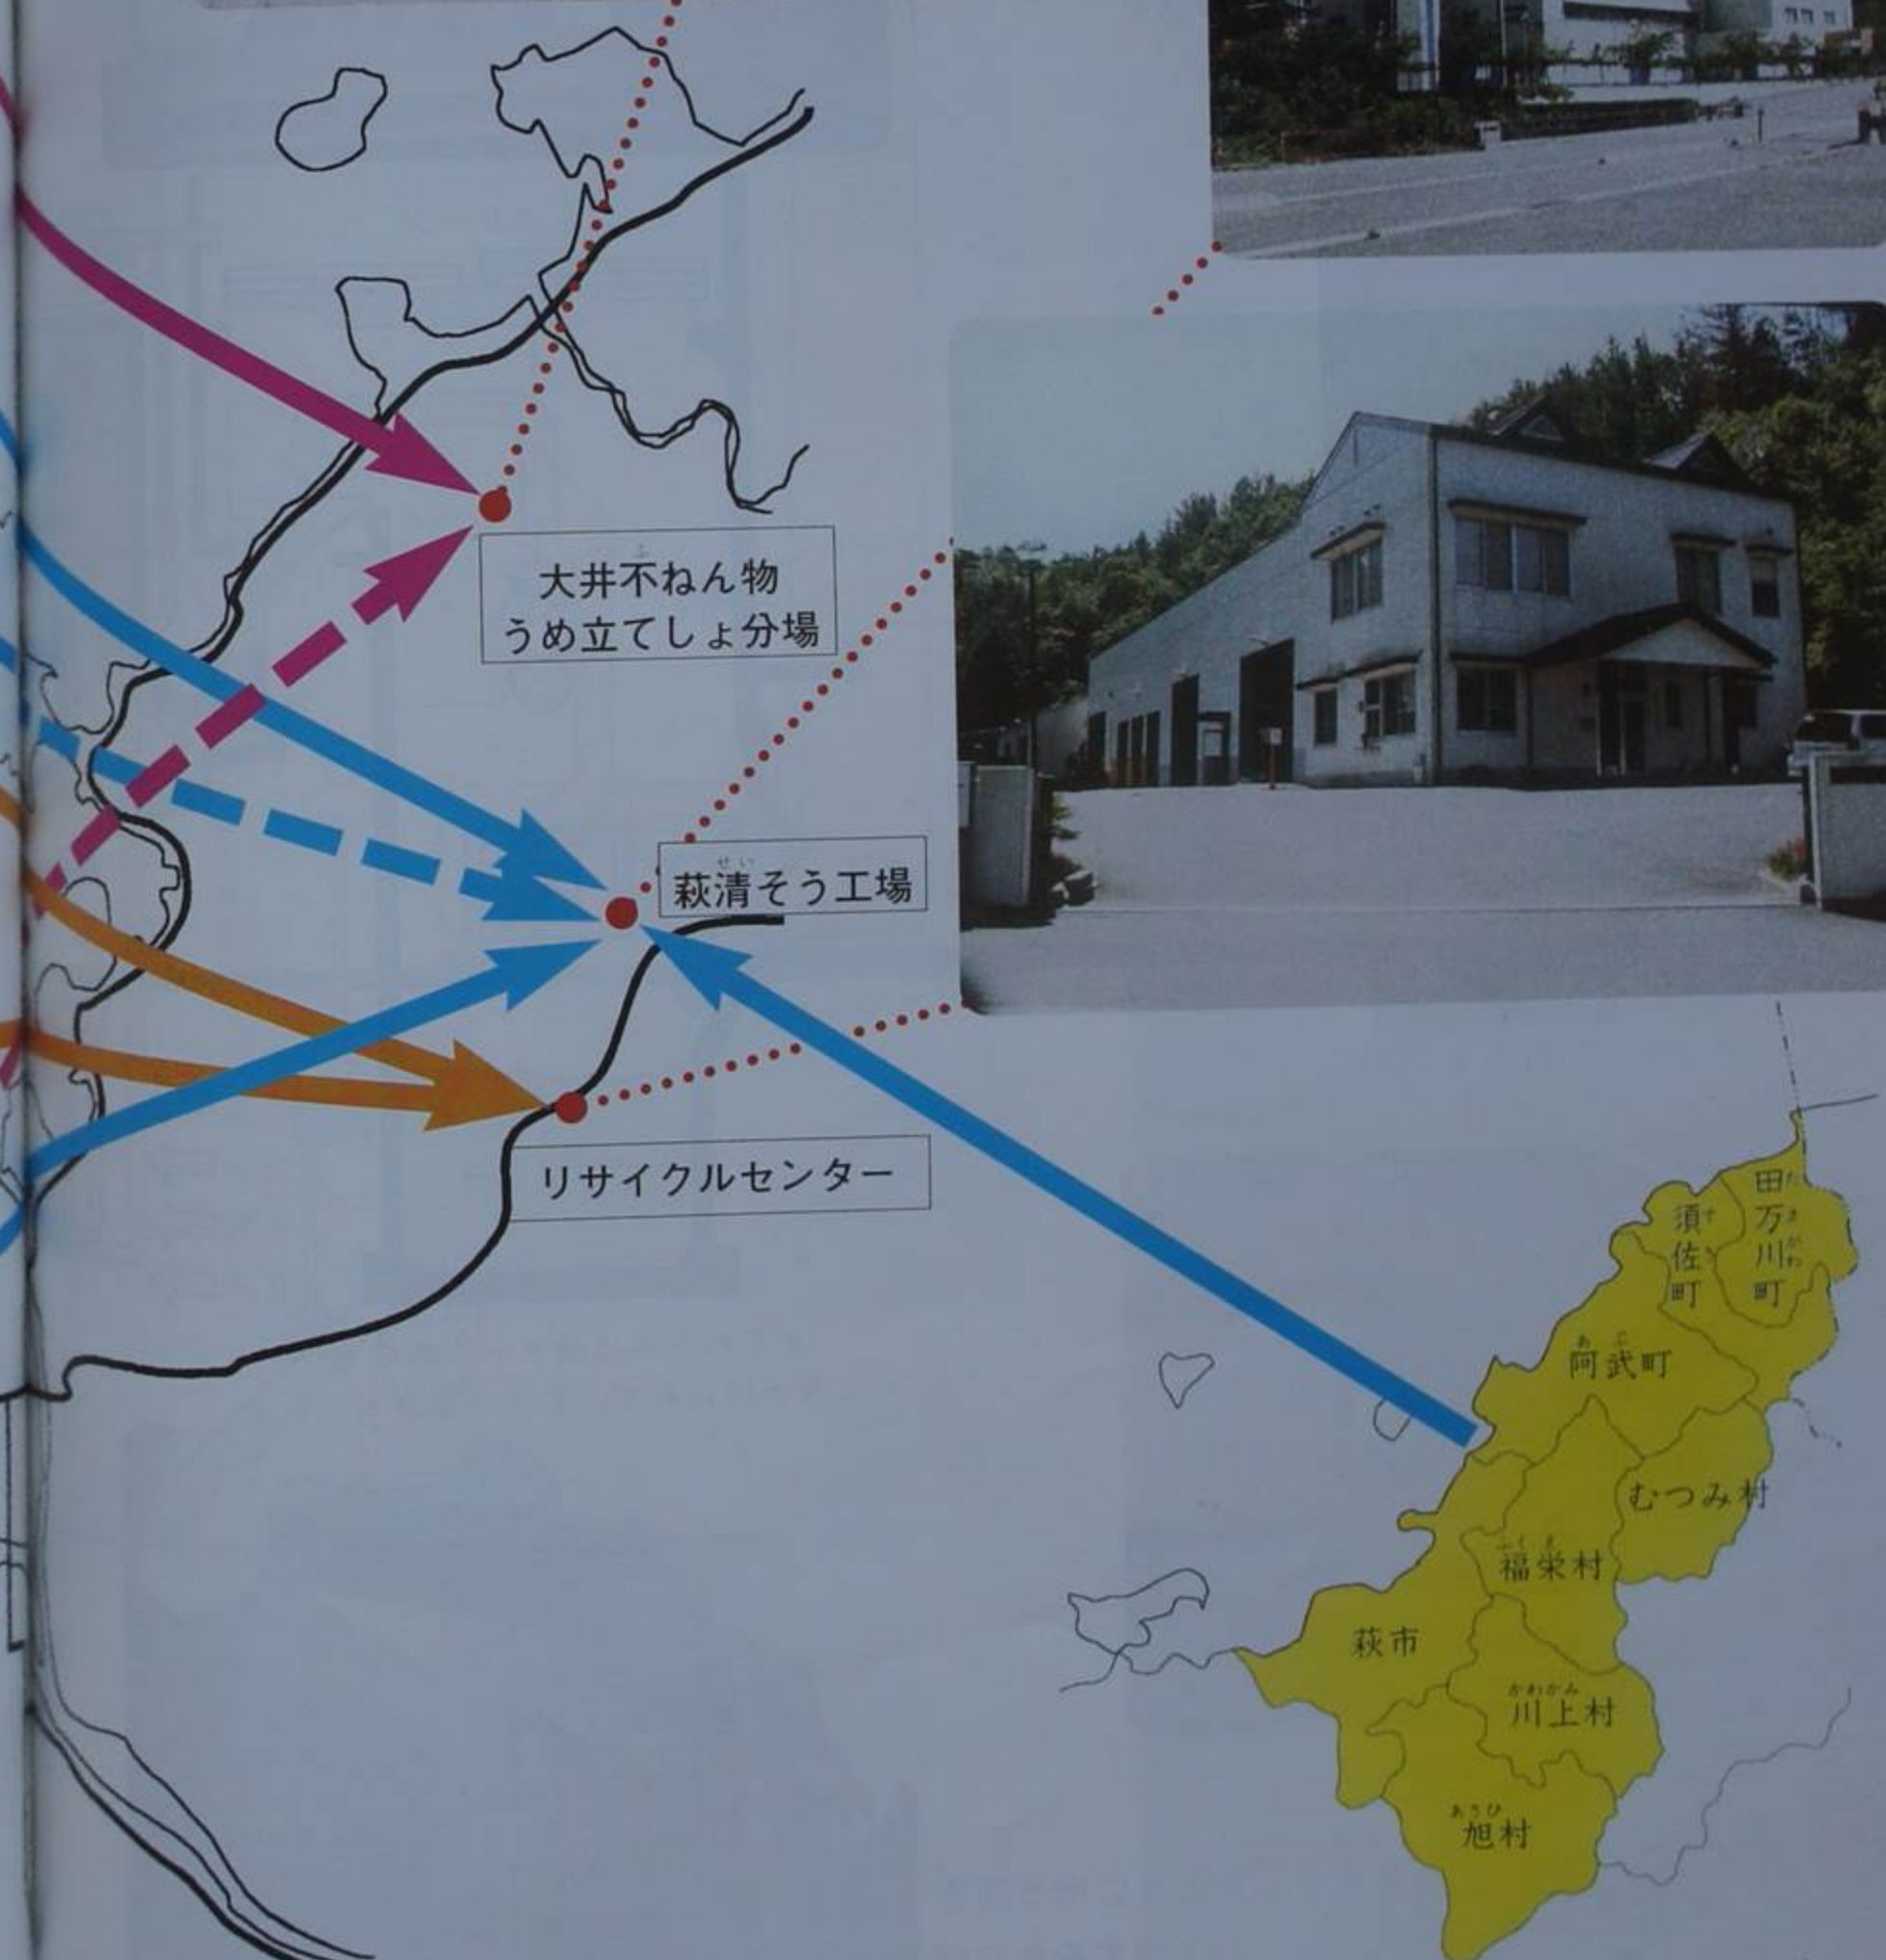 大井不ねん物
うめ立てしょ分場
萩清そう工場
リサイクルセンター
田万川町
須佐町
阿武町
むつみ村
福栄村
萩市
川上村
旭村